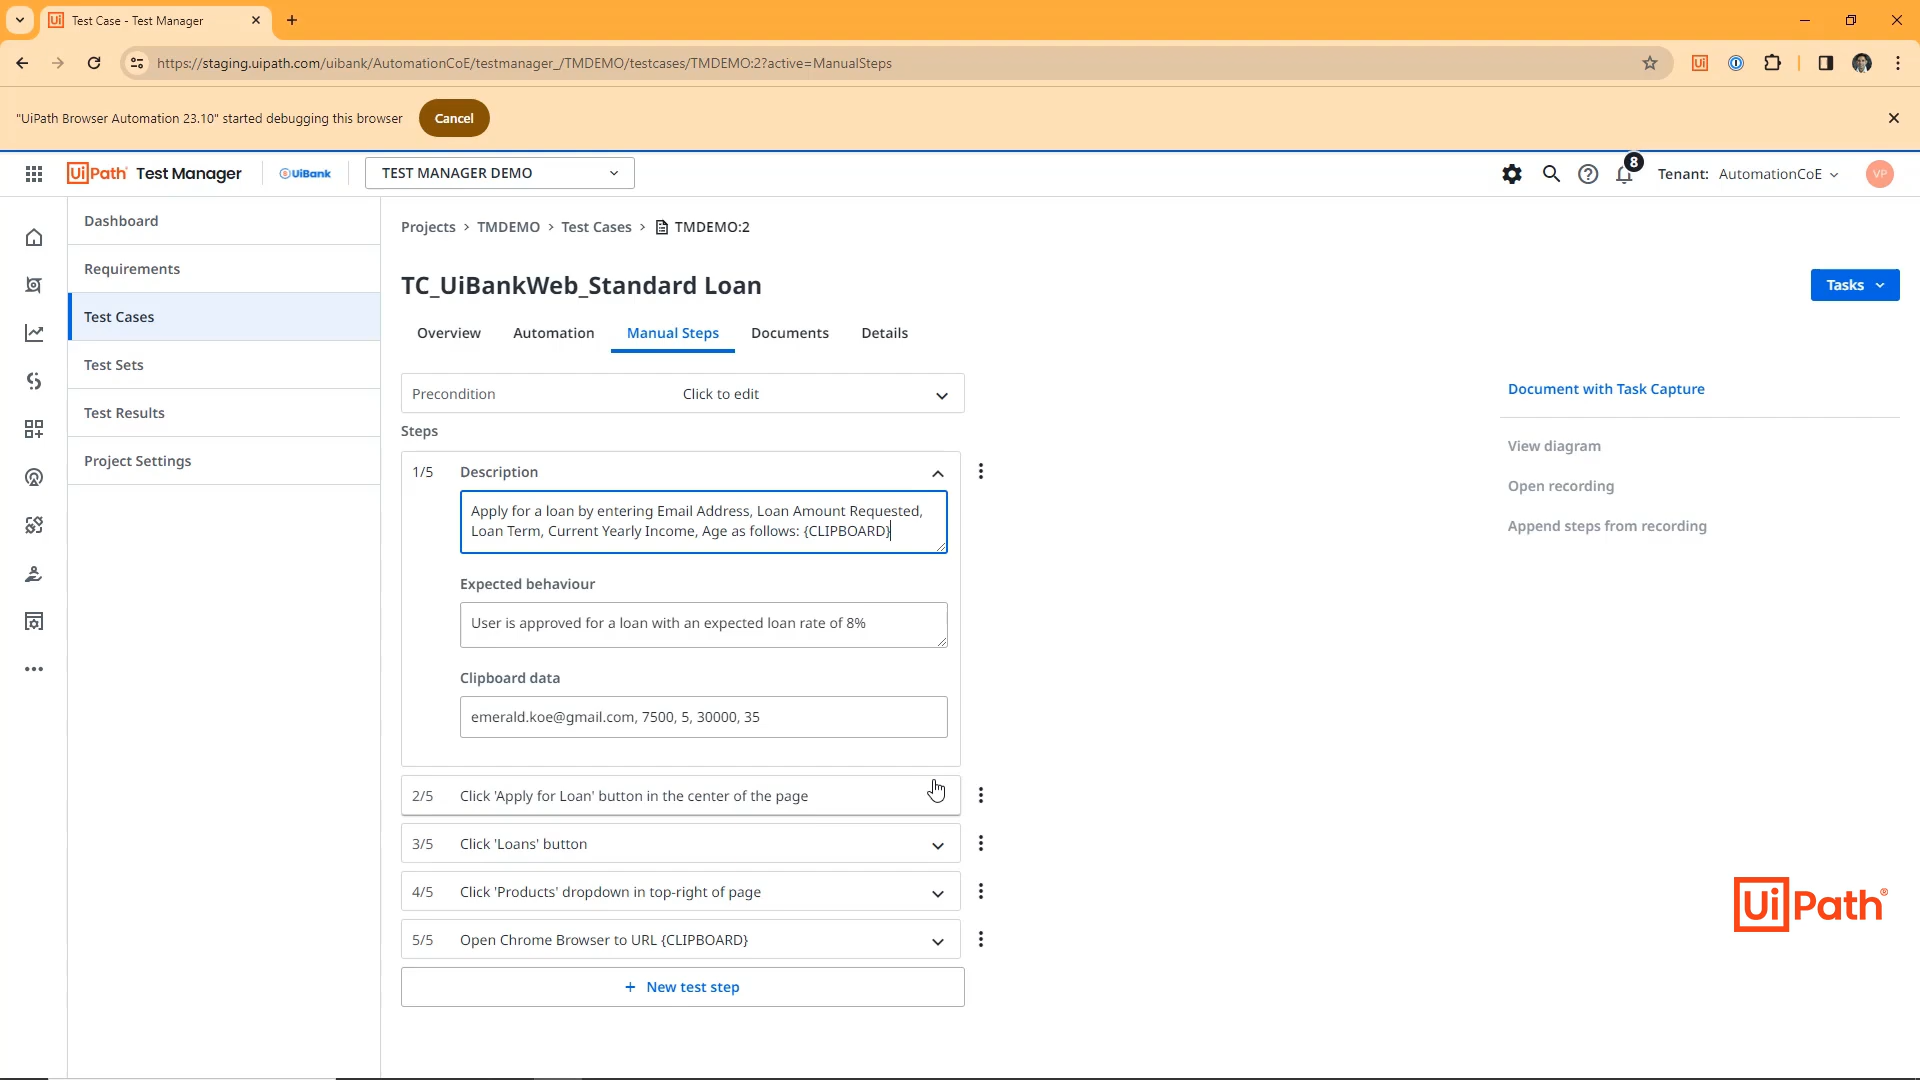 Ui Test Case - Test Manager
https://staging.uipath.com/uibank/AutomationCoE/testmanager_/TMDEMO/testcases/TMDEMO:2?active=ManualSteps
Ui
"UiPath Browser Automation 23.10" started debugging this browser
Cancel
UiPath Test Manager
UiBank
TEST MANAGER DEMO
8
Tenant: AutomationCoE
VP
Dashboard
Requirements
Test Cases
Test Sets
Test Results
Project Settings
Projects > TMDEMO > Test Cases > TMDEMO:2
TC_UiBankWeb_Standard Loan
Tasks
Overview
Automation
Manual Steps
Documents
Details
Precondition
Click to edit
Document with Task Capture
View diagram
Open recording
Append steps from recording
Steps
1/5 Description
Apply for a loan by entering Email Address, Loan Amount Requested,
Loan Term, Current Yearly Income, Age as follows: {CLIPBOARD}
Expected behaviour
User is approved for a loan with an expected loan rate of 8%
Clipboard data
emerald.koe@gmail.com, 7500, 5, 30000, 35
2/5 Click 'Apply for Loan' button in the center of the page
3/5 Click 'Loans' button
4/5 Click 'Products' dropdown in top-right of page
5/5 Open Chrome Browser to URL {CLIPBOARD}
+ New test step
UiPath®